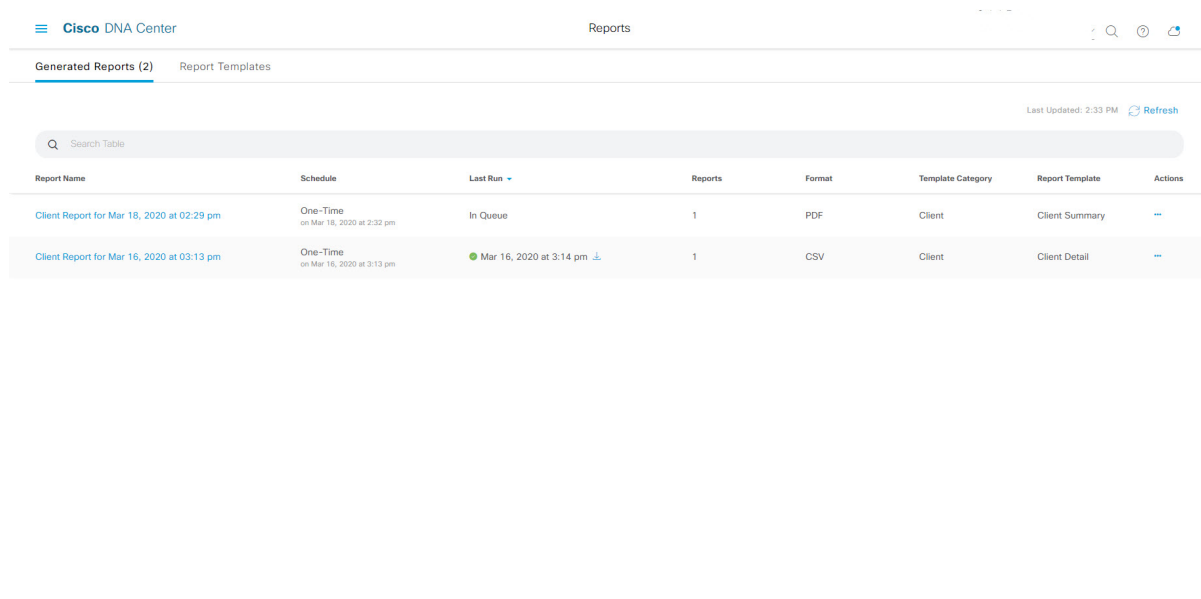 Cisco DNA Center
Reports
Generated Reports (2) Report Templates
Last Updated: 2:33 PM Refresh
Search Table
Report Name Schedule Last Run Reports Format Template Category Report Template Actions
Client Report for Mar 18, 2020 at 02:29 pm One-Time In Queue 1 PDF Client Client Summary
on Mar 18, 2020 at 2:32 pm
Client Report for Mar 16, 2020 at 03:13 pm One-Time Mar 16, 2020 at 3:14 pm 1 CSV Client Client Detail
on Mar 16, 2020 at 3:13 pm